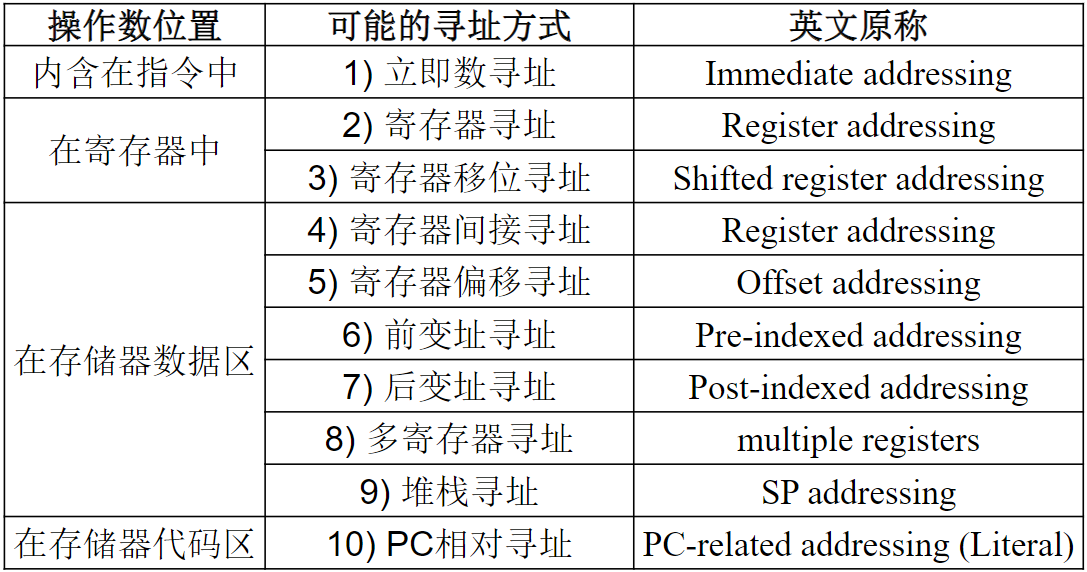 操作数位置 可能的寻址方式 英文原称
内含在指令中 1) 立即数寻址 Immediate addressing
在寄存器中 2) 寄存器寻址 Register addressing
3) 寄存器移位寻址 Shifted register addressing
在存储器数据区 4) 寄存器间接寻址 Register addressing
5) 寄存器偏移寻址 Offset addressing
6) 前变址寻址 Pre-indexed addressing
7) 后变址寻址 Post-indexed addressing
8) 多寄存器寻址 multiple registers
9) 堆栈寻址 SP addressing
在存储器代码区 10) PC相对寻址 PC-related addressing (Literal)